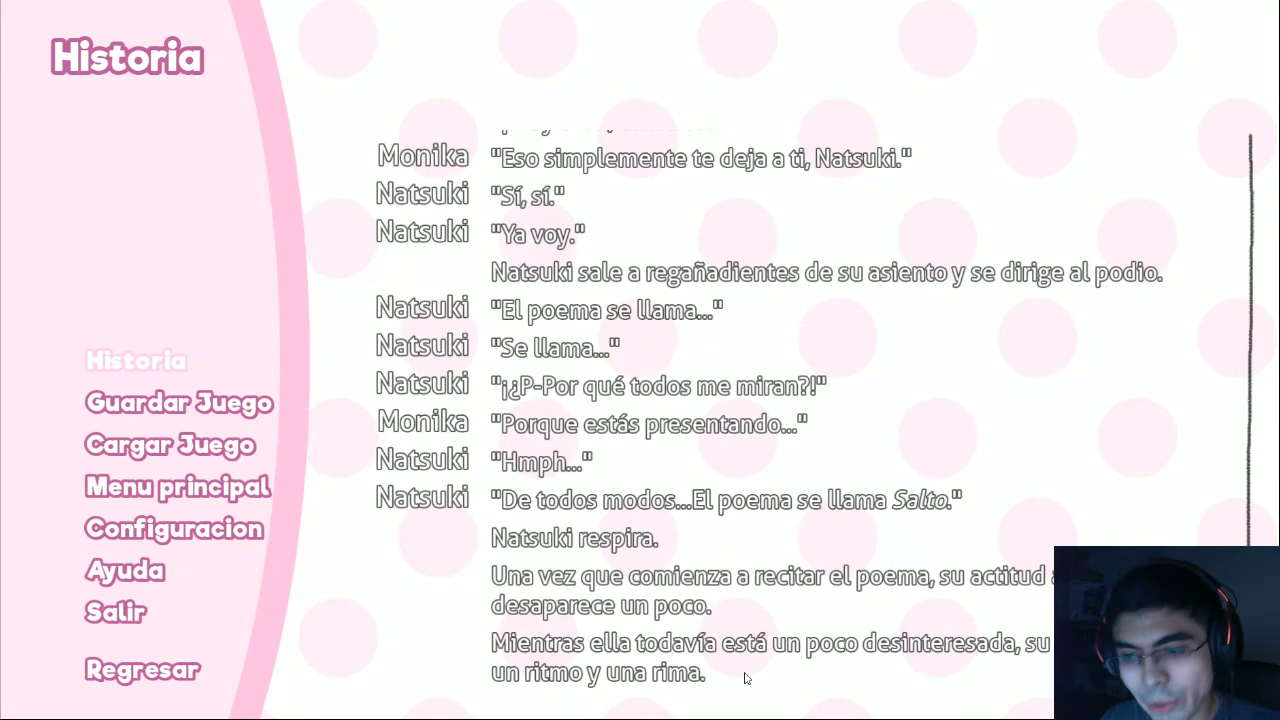 Historia
Monika "Eso simplemente te deja a ti, Natsuki."
Natsuki "Sí, sí."
Natsuki "Ya voy."
Natsuki sale a regañadientes de su asiento y se dirige al podio.
Natsuki "El poema se llama..."
Natsuki "Se llama..."
Natsuki "¡¿P-Por qué todos me miran?!"
Monika "Porque estás presentando..."
Natsuki "Hmph..."
Natsuki "De todos modos...El poema se llama Salto."
Natsuki respira.
Una vez que comienza a recitar el poema, su actitud
desaparece un poco.
Mientras ella todavía está un poco desinteresada, su
un ritmo y una rima.
Historia
Guardar Juego
Cargar Juego
Menu principal
Configuracion
Ayuda
Salir
Regresar